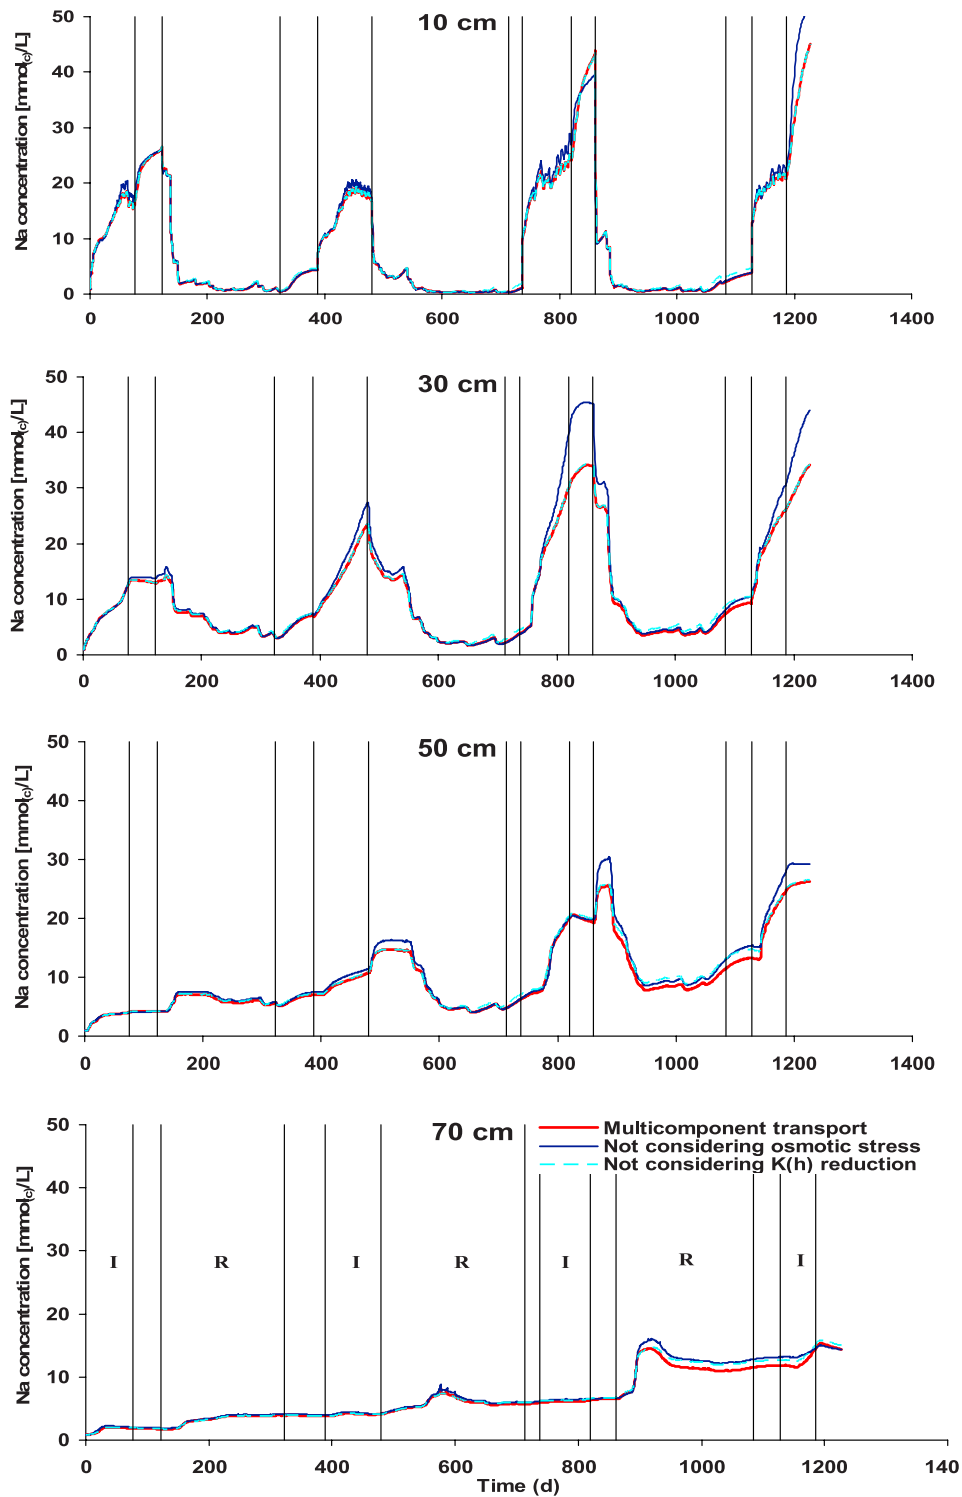 10 cm
Na concentration [mmol(c)/L]
50
40
30
20
10
0
0 200 400 600 800 1000 1200 1400
30 cm
Na concentration [mmol(c)/L]
50
40
30
20
10
0
0 200 400 600 800 1000 1200 1400
50 cm
Na concentration [mmol(c)/L]
50
40
30
20
10
0
0 200 400 600 800 1000 1200 1400
70 cm
Multicomponent transport
Not considering osmotic stress
Not considering K(h) reduction
Na concentration [mmol(c)/L]
50
40
30
20
10
0
I R I R I R I
0 200 400 600 800 1000 1200 140
Time (d)